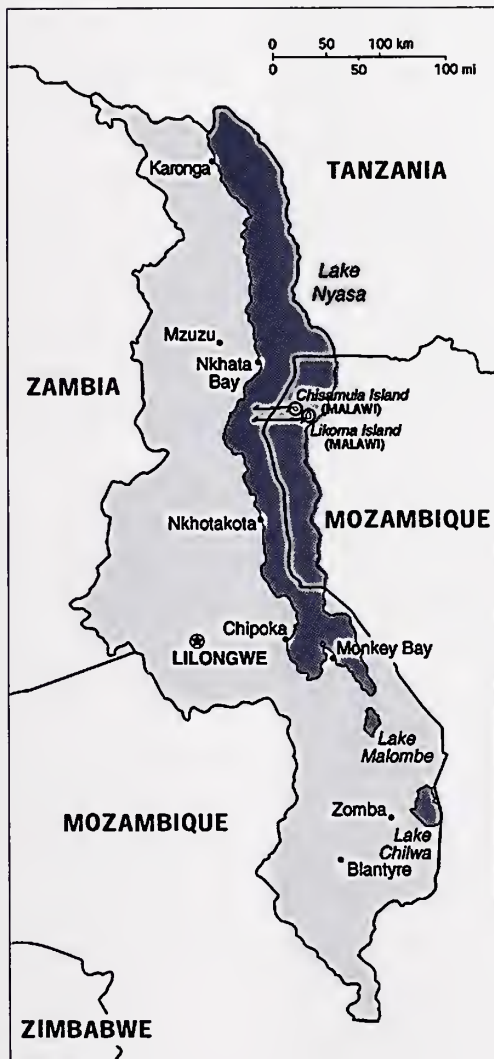 0 50 100 km
0 50 100 mi
Karonga
TANZANIA
Lake
Nyasa
Mzuzu
Nkhata
Bay
ZAMBIA
Chisamula Island
(MALAWI)
Likoma Island
(MALAWI)
Nkhotakota
MOZAMBIQUE
Chipoka
LILONGWE
Monkey Bay
Lake
Malombe
MOZAMBIQUE
Zomba
Lake
Chilwa
Blantyre
ZIMBABWE